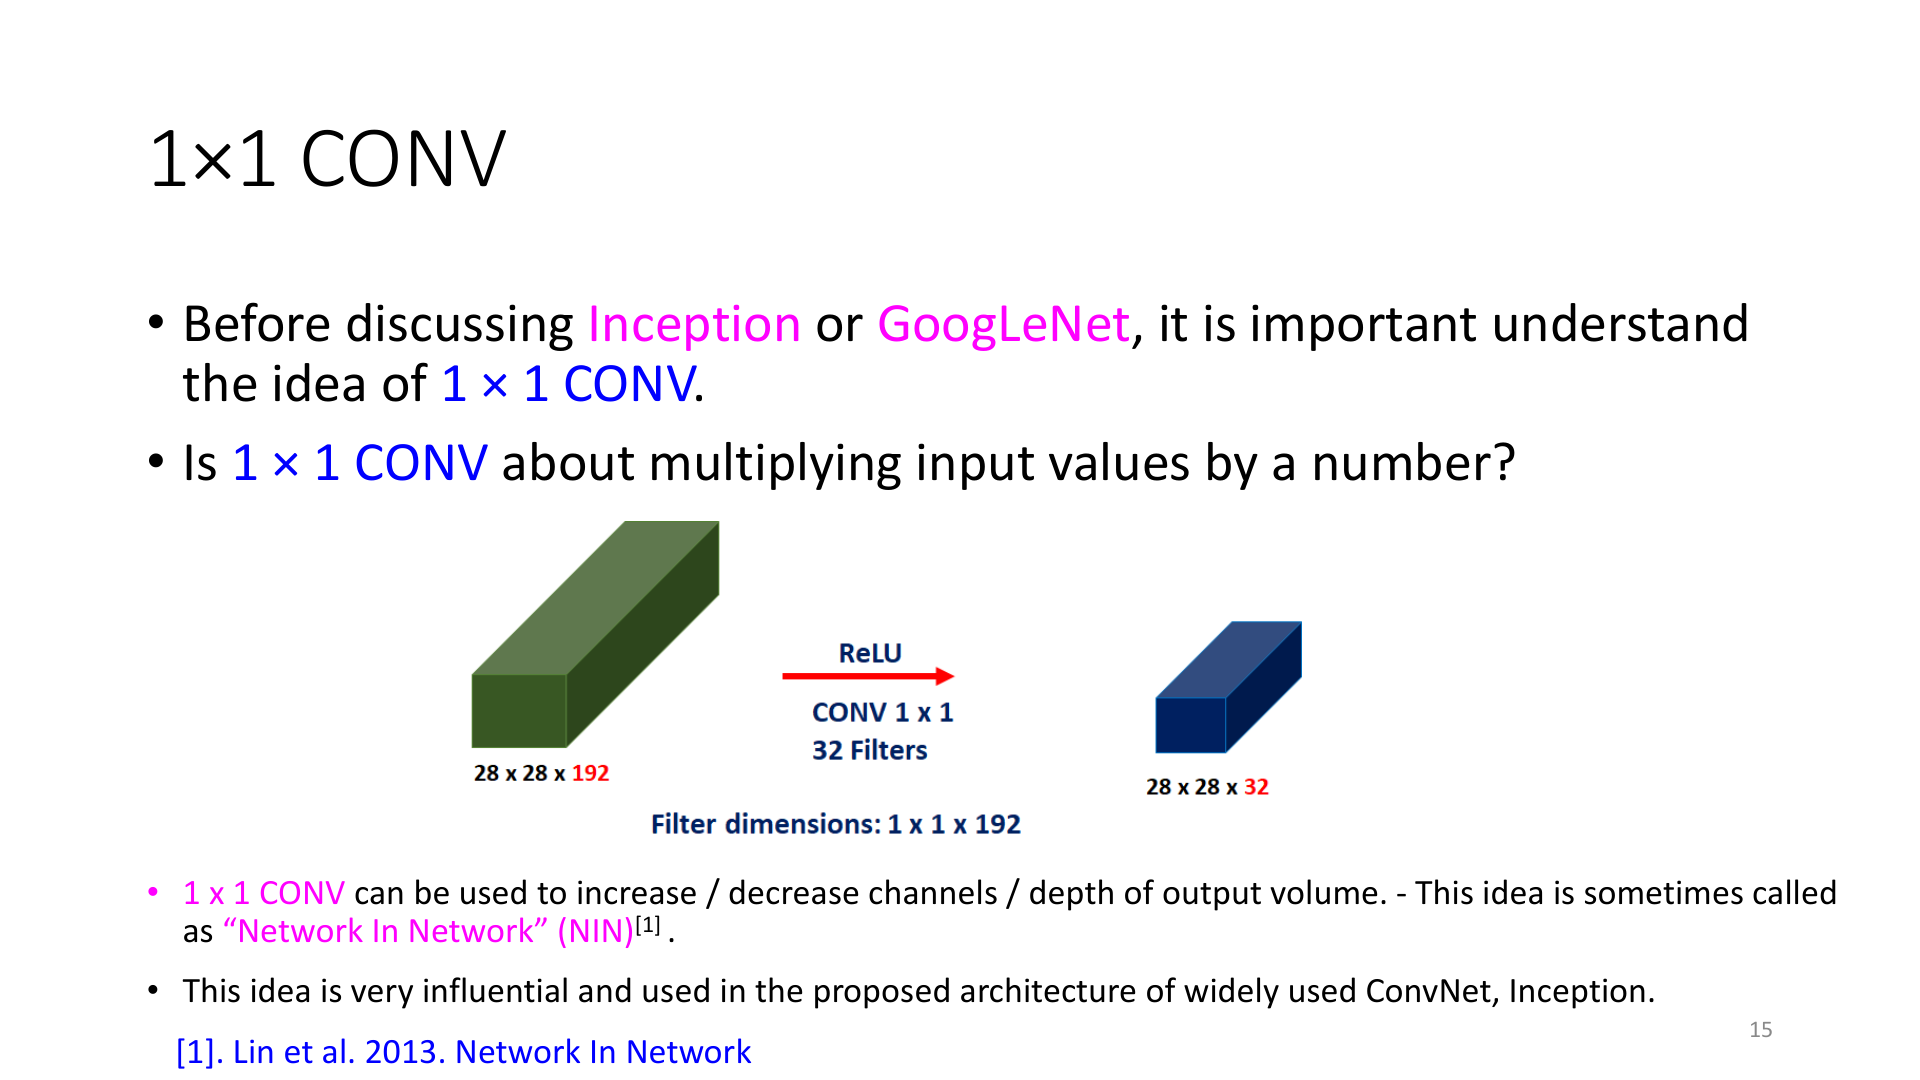 1×1 CONV
• Before discussing Inception or GoogLeNet, it is important understand
the idea of 1 × 1 CONV.
• Is 1 × 1 CONV about multiplying input values by a number?
ReLU
CONV 1 x 1
32 Filters
28 x 28 x 192
28 x 28 x 32
Filter dimensions: 1 x 1 x 192
• 1 x 1 CONV can be used to increase / decrease channels / depth of output volume. - This idea is sometimes called
as “Network In Network” (NIN)[1] .
• This idea is very influential and used in the proposed architecture of widely used ConvNet, Inception.
15
[1]. Lin et al. 2013. Network In Network